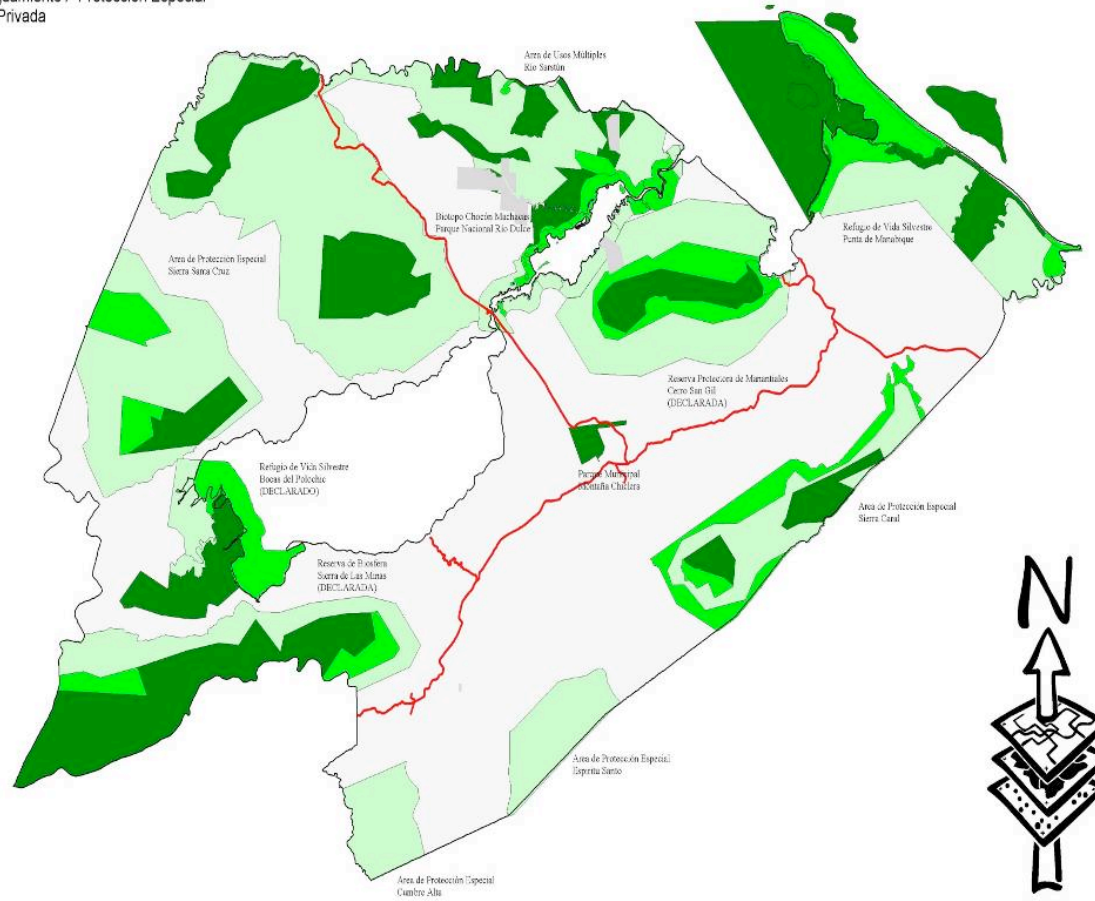 Protección Especial
Privada
Area de Usos Múltiples
Río Sarstún
Biotopo Chocón Machacas
Parque Nacional Río Dulce
Refugio de Vida Silvestre
Punta de Manabique
Area de Protección Especial
Sierra Santa Cruz
Reserva Protectora de Manantiales
Cerro San Gil
(DECLARADA)
Refugio de Vida Silvestre
Bocas del Polochic
(DECLARADO)
Parque Municipal
Montaña Chiclera
Area de Protección Especial
Sierra Caral
Reserva de Biosfera
Sierra de Las Minas
(DECLARADA)
Area de Protección Especial
Espiritu Santo
Area de Protección Especial
Cumbre Alta
N